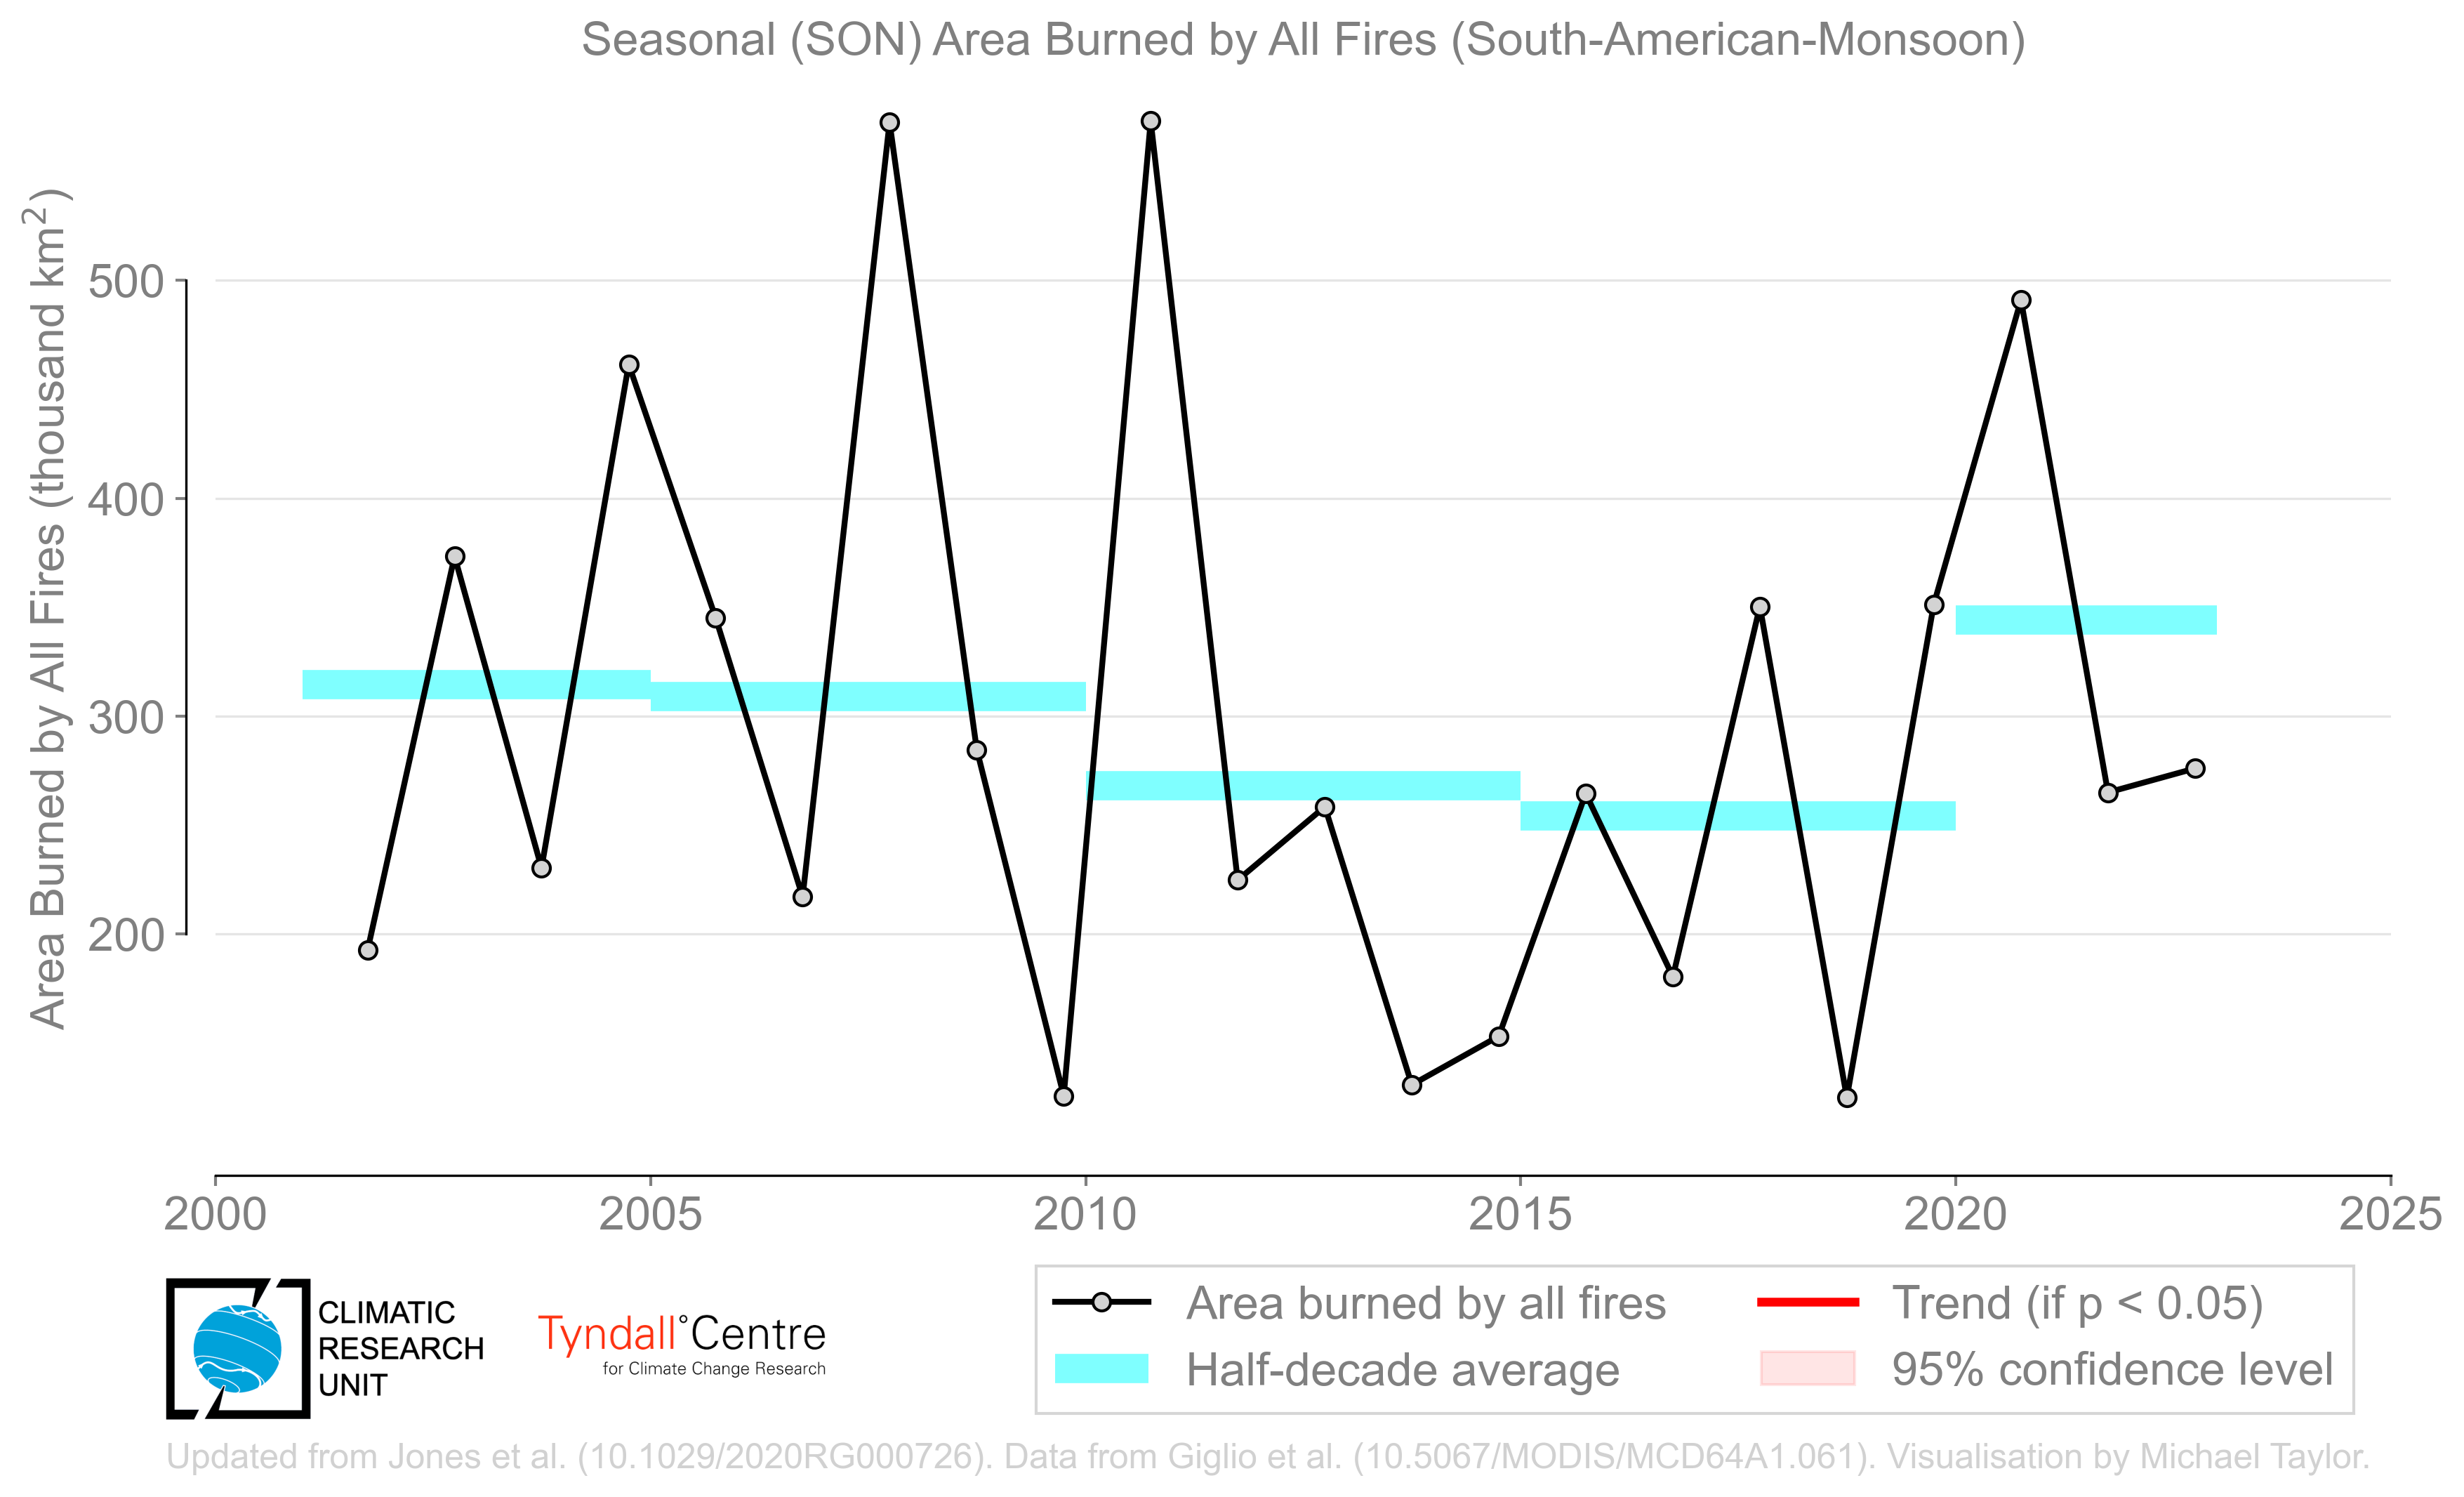 Seasonal (SON) Area Burned by All Fires (South-American-Monsoon)
Area Burned by All Fires (thousand km²)
500
400
300
200
2000
2005
2010
2015
2020
2025
CLIMATIC
RESEARCH
UNIT
Tyndall°Centre
for Climate Change Research
Area burned by all fires
Half-decade average
Trend (if p < 0.05)
95% confidence level
Updated from Jones et al. (10.1029/2020RG000726). Data from Giglio et al. (10.5067/MODIS/MCD64A1.061). Visualisation by Michael Taylor.